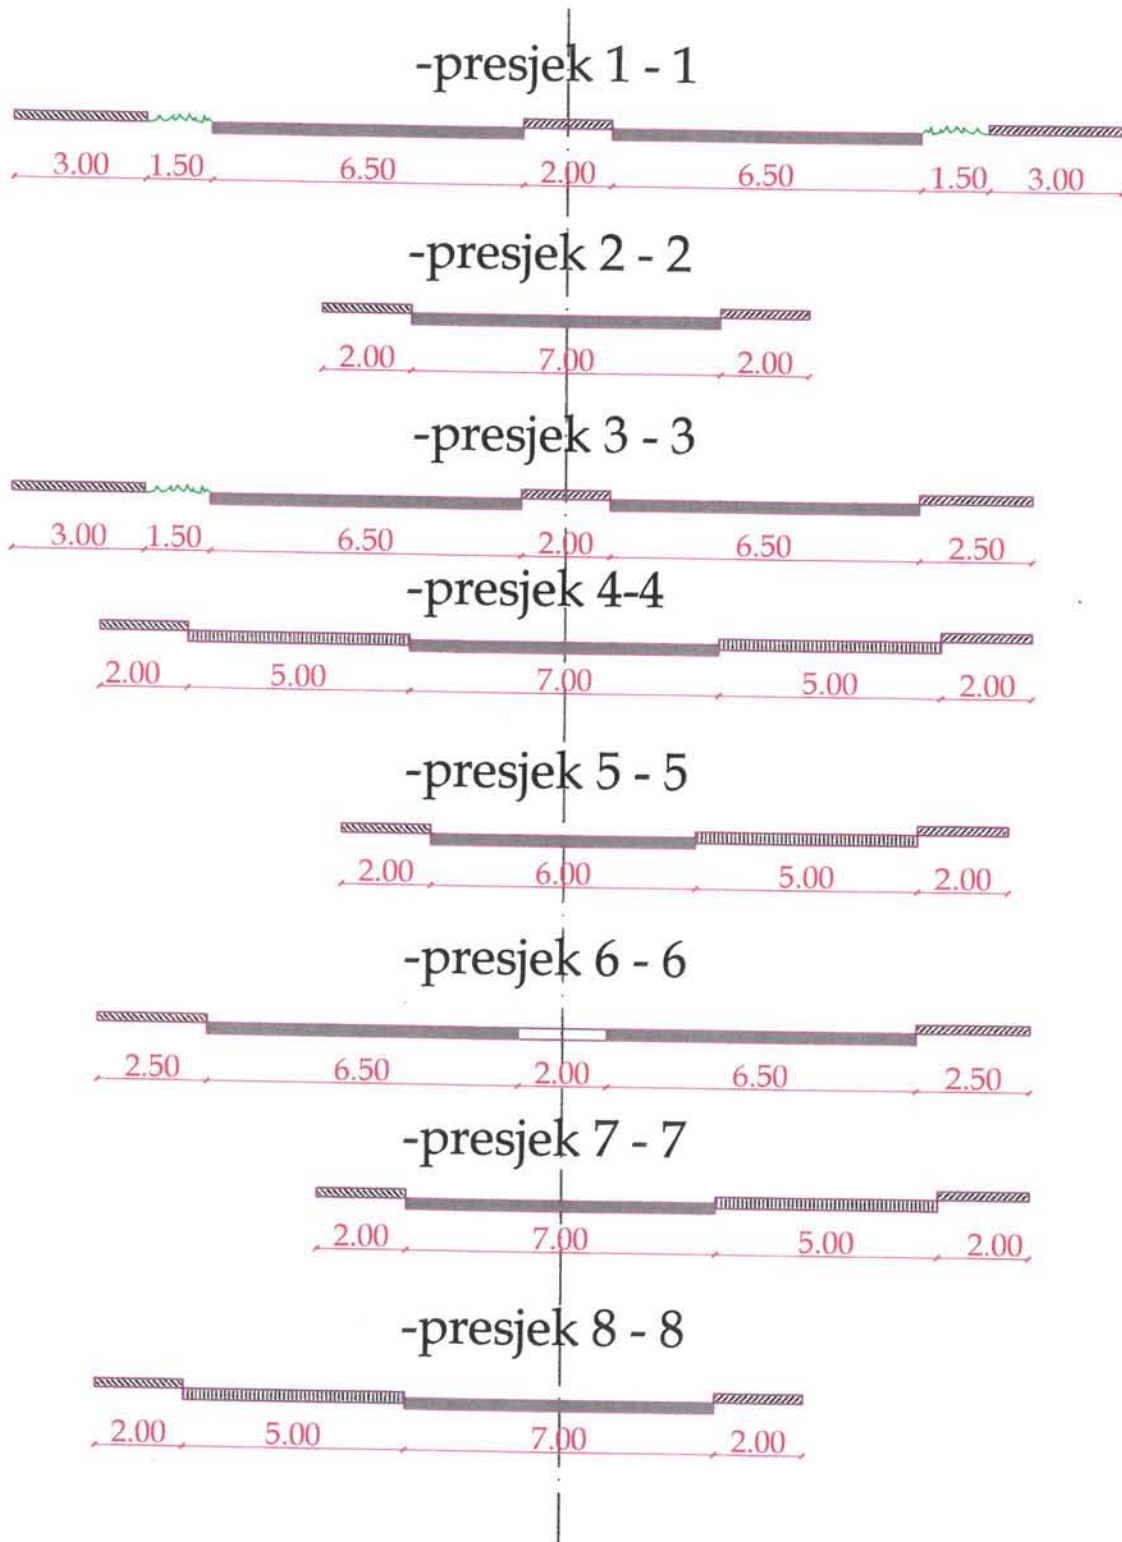 -presjek 1 - 1
3.00 1.50 6.50 2.00 6.50 1.50 3.00
-presjek 2 - 2
2.00 7.00 2.00
-presjek 3 - 3
3.00 1.50 6.50 2.00 6.50 2.50
-presjek 4-4
2.00 5.00 7.00 5.00 2.00
-presjek 5 - 5
2.00 6.00 5.00 2.00
-presjek 6 - 6
2.50 6.50 2.00 6.50 2.50
-presjek 7 - 7
2.00 7.00 5.00 2.00
-presjek 8 - 8
2.00 5.00 7.00 2.00